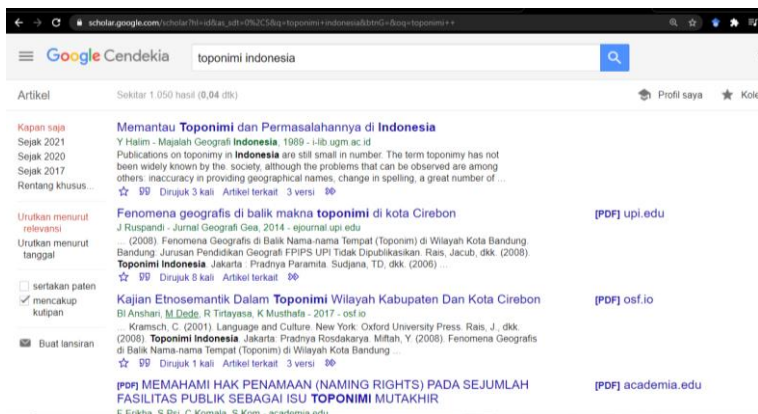 scholar.google.com/scholar?hl=id&as_sdt=0%2C5&q=toponimi+indonesia&btnG=&oq=toponimi++
Google Cendekia
toponimi indonesia
Artikel
Sekitar 1.050 hasil (0,04 dtk)
Profil saya
Kole
Kapan saja
Sejak 2021
Sejak 2020
Sejak 2017
Rentang khusus...
Urutkan menurut
relevansi
Urutkan menurut
tanggal
sertakan paten
mencakup
kutipan
Buat lansiran
Memantau Toponimi dan Permasalahannya di Indonesia
Y Halim - Majalah Geografi Indonesia, 1989 - i-lib.ugm.ac.id
Publications on toponimy in Indonesia are still small in number. The term toponimy has not
been widely known by the. society, although the problems that can be observed are among
others: inaccuracy in providing geographical names, change in spelling, a great number of ...
Dirujuk 3 kali Artikel terkait 3 versi
Fenomena geografis di balik makna toponimi di kota Cirebon
J Ruspandi - Jurnal Geografi Gea, 2014 - ejournal.upi.edu
... (2008). Fenomena Geografis di Balik Nama-nama Tempat (Toponim) di Wilayah Kota Bandung.
Bandung: Jurusan Pendidikan Geografi FPIPS UPI Tidak Dipublikasikan. Rais, Jacub, dkk. (2008).
Toponimi Indonesia. Jakarta : Pradnya Paramita. Sudjana, TD, dkk. (2006) ...
Dirujuk 8 kali Artikel terkait
[PDF] upi.edu
Kajian Etnosemantik Dalam Toponimi Wilayah Kabupaten Dan Kota Cirebon
BI Anshari, M Dede, R Tirtayasa, K Musthafa - 2017 - osf.io
... Kramsch, C. (2001). Language and Culture. New York: Oxford University Press. Rais, J., dkk.
(2008). Toponimi Indonesia. Jakarta: Pradnya Rosdakarya. Miftah, Y (2008). Fenomena Geografis
di Balik Nama-nama Tempat (Toponim) di Wilayah Kota Bandung ...
Dirujuk 1 kali Artikel terkait 3 versi
[PDF] osf.io
[PDF] MEMAHAMI HAK PENAMAAN (NAMING RIGHTS) PADA SEJUMLAH
FASILITAS PUBLIK SEBAGAI ISU TOPONIMI MUTAKHIR
F Erikha, S Psi, C Komala, S Kom - academia.edu
[PDF] academia.edu